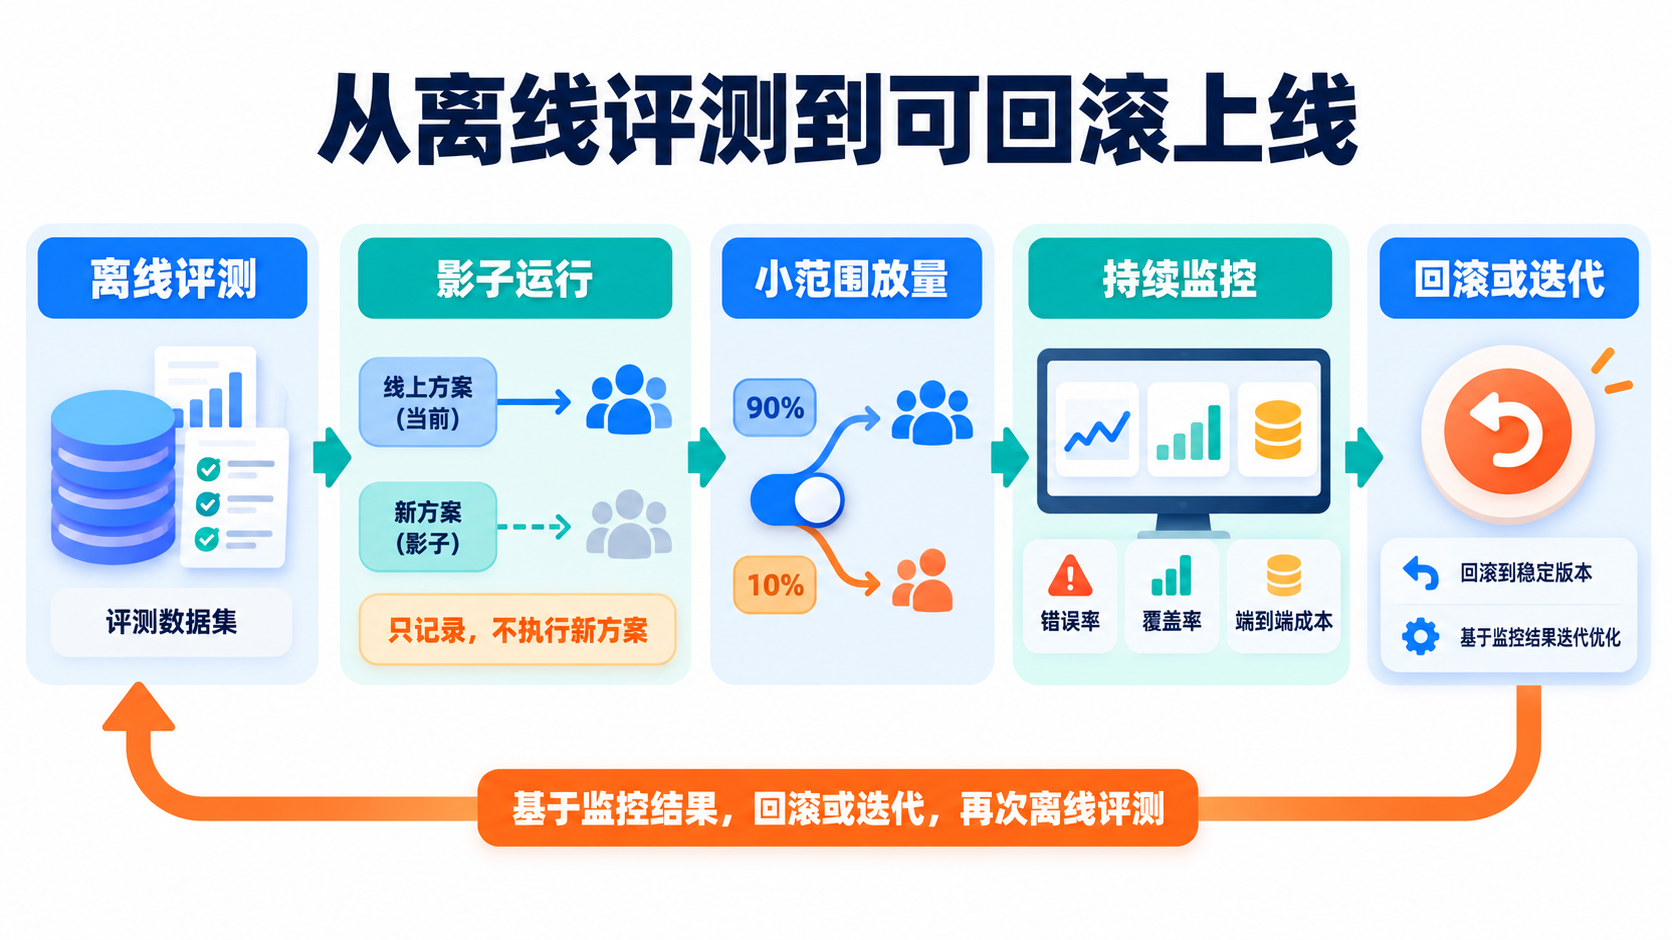 从离线评测到可回滚上线
离线评测
评测数据集
影子运行
线上方案
(当前)
新方案
(影子)
只记录，不执行新方案
小范围放量
90%
10%
持续监控
错误率
覆盖率
端到端成本
回滚或迭代
回滚到稳定版本
基于监控结果迭代优化
基于监控结果，回滚或迭代，再次离线评测